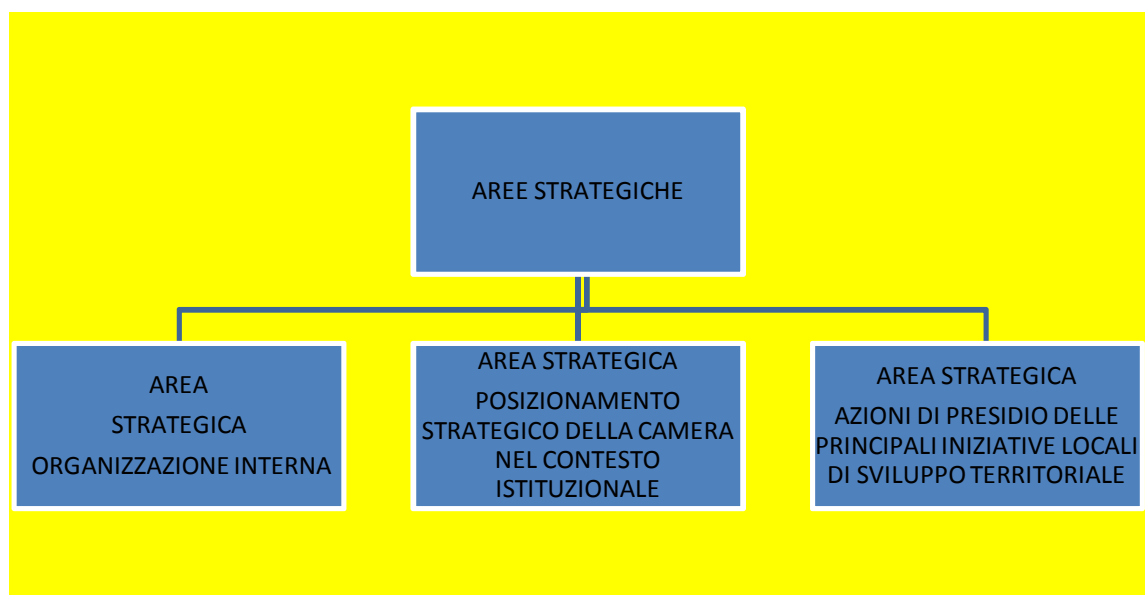 AREE STRATEGICHE
AREA
STRATEGICA
ORGANIZZAZIONE INTERNA
AREA STRATEGICA
POSIZIONAMENTO
STRATEGICO DELLA CAMERA
NEL CONTESTO
ISTITUZIONALE
AREA STRATEGICA
AZIONI DI PRESIDIO DELLE
PRINCIPALI INIZIATIVE LOCALI
DI SVILUPPO TERRITORIALE